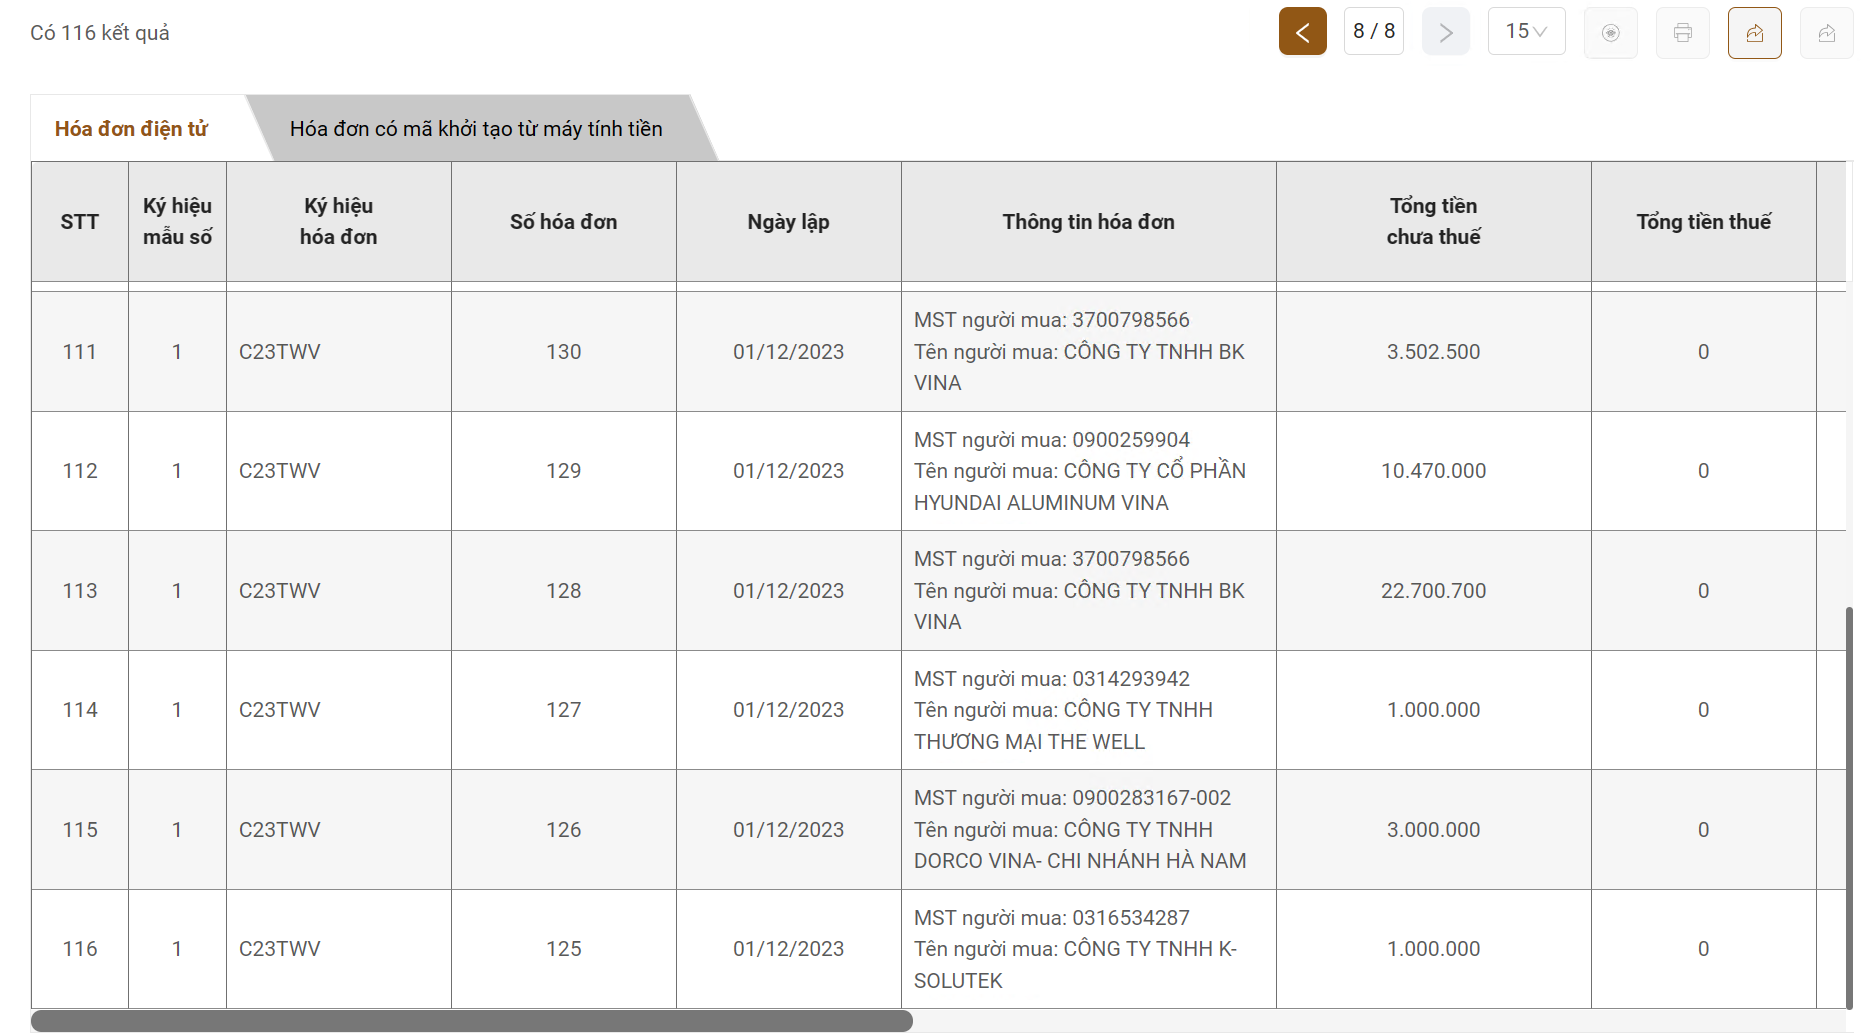 Có 116 kết quả
8 / 8
15
Hóa đơn điện tử
Hóa đơn có mã khởi tạo từ máy tính tiền
STT
Ký hiệu
mẫu số
Ký hiệu
hóa đơn
Số hóa đơn
Ngày lập
Thông tin hóa đơn
Tổng tiền
chưa thuế
Tổng tiền thuế
111
1
C23TWV
130
01/12/2023
MST người mua: 3700798566
Tên người mua: CÔNG TY TNHH BK
VINA
3.502.500
0
112
1
C23TWV
129
01/12/2023
MST người mua: 0900259904
Tên người mua: CÔNG TY CỔ PHẦN
HYUNDAI ALUMINUM VINA
10.470.000
0
113
1
C23TWV
128
01/12/2023
MST người mua: 3700798566
Tên người mua: CÔNG TY TNHH BK
VINA
22.700.700
0
114
1
C23TWV
127
01/12/2023
MST người mua: 0314293942
Tên người mua: CÔNG TY TNHH
THƯƠNG MẠI THE WELL
1.000.000
0
115
1
C23TWV
126
01/12/2023
MST người mua: 0900283167-002
Tên người mua: CÔNG TY TNHH
DORCO VINA- CHI NHÁNH HÀ NAM
3.000.000
0
116
1
C23TWV
125
01/12/2023
MST người mua: 0316534287
Tên người mua: CÔNG TY TNHH K-
SOLUTEK
1.000.000
0